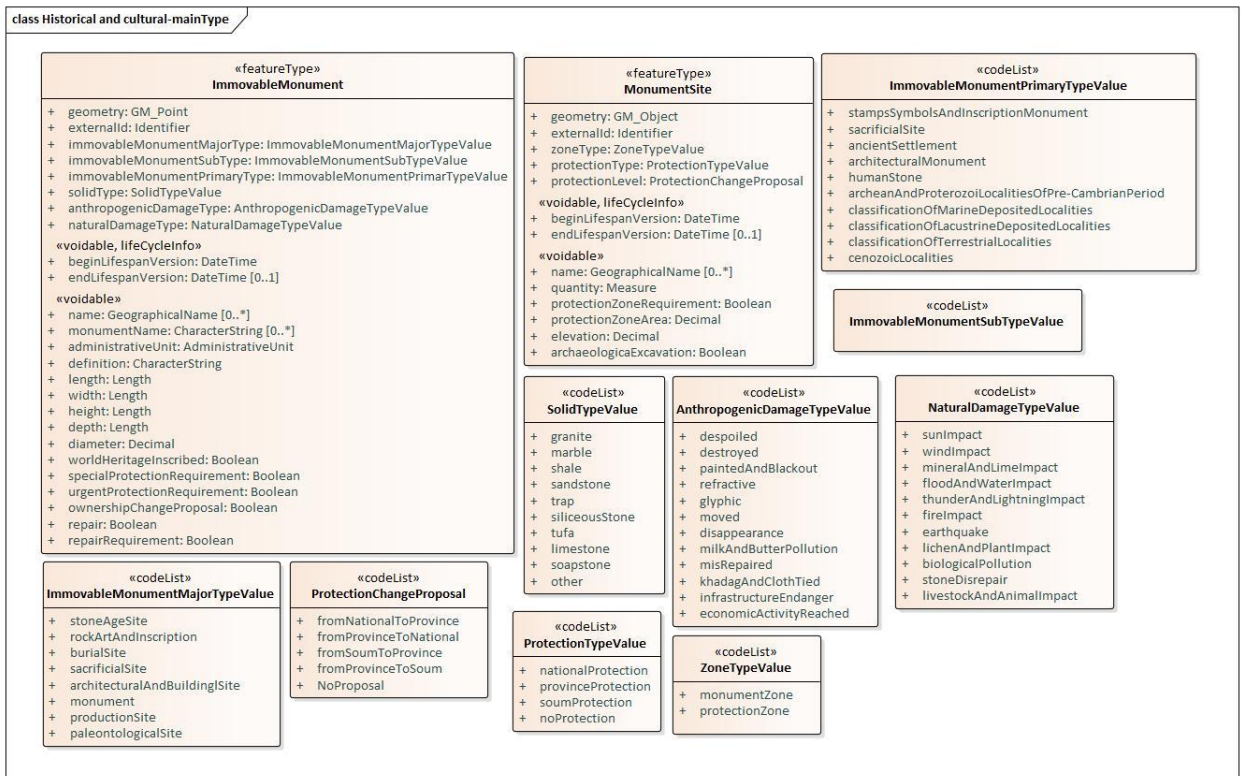 class Historical and cultural-mainType
«featureType»
ImmovableMonument
+ geometry: GM_Point
+ externalId: Identifier
+ immovableMonumentMajorType: ImmovableMonumentMajorTypeValue
+ immovableMonumentSubType: ImmovableMonumentSubTypeValue
+ immovableMonumentPrimaryType: ImmovableMonumentPrimarTypeValue
+ solidType: SolidTypeValue
+ anthropogenicDamageType: AnthropogenicDamageTypeValue
+ naturalDamageType: NaturalDamageTypeValue
«voidable, lifeCycleInfo»
+ beginLifespanVersion: DateTime
+ endLifespanVersion: DateTime [0..1]
«voidable»
+ name: GeographicalName [0..*]
+ monumentName: CharacterString [0..*]
+ administrativeUnit: AdministrativeUnit
+ definition: CharacterString
+ length: Length
+ width: Length
+ height: Length
+ depth: Length
+ diameter: Decimal
+ worldHeritageInscribed: Boolean
+ specialProtectionRequirement: Boolean
+ urgentProtectionRequirement: Boolean
+ ownershipChangeProposal: Boolean
+ repair: Boolean
+ repairRequirement: Boolean
«featureType»
MonumentSite
+ geometry: GM_Object
+ externalId: Identifier
+ zoneType: ZoneTypeValue
+ protectionType: ProtectionTypeValue
+ protectionLevel: ProtectionChangeProposal
«voidable, lifeCycleInfo»
+ beginLifespanVersion: DateTime
+ endLifespanVersion: DateTime [0..1]
«voidable»
+ name: GeographicalName [0..*]
+ quantity: Measure
+ protectionZoneRequirement: Boolean
+ protectionZoneArea: Decimal
+ elevation: Decimal
+ archaeologicaExcavation: Boolean
«codeList»
ImmovableMonumentPrimaryTypeValue
+ stampsSymbolsAndInscriptionMonument
+ sacrificialSite
+ ancientSettlement
+ architecturalMonument
+ humanStone
+ archeanAndProterozoiLocalitiesOfPre-CambrianPeriod
+ classificationOfMarineDepositedLocalities
+ classificationOfLacustrineDepositedLocalities
+ classificationOfTerrestrialLocalities
+ cenozoicLocalities
«codeList»
ImmovableMonumentSubTypeValue
«codeList»
SolidTypeValue
+ granite
+ marble
+ shale
+ sandstone
+ trap
+ siliceousStone
+ tufa
+ limestone
+ soapstone
+ other
«codeList»
AnthropogenicDamageTypeValue
+ despoiled
+ destroyed
+ paintedAndBlackout
+ refractive
+ glyphic
+ moved
+ disappearance
+ milkAndButterPollution
+ misRepaired
+ khadagAndClothTied
+ infrastructureEndanger
+ economicActivityReached
«codeList»
NaturalDamageTypeValue
+ sunImpact
+ windImpact
+ mineralAndLimeImpact
+ floodAndWaterImpact
+ thunderAndLightningImpact
+ fireImpact
+ earthquake
+ lichenAndPlantImpact
+ biologicalPollution
+ stoneDisrepair
+ livestockAndAnimalImpact
«codeList»
ImmovableMonumentMajorTypeValue
+ stoneAgeSite
+ rockArtAndInscription
+ burialSite
+ sacrificialSite
+ architecturalAndBuildinglSite
+ monument
+ productionSite
+ paleontologicalSite
«codeList»
ProtectionChangeProposal
+ fromNationalToProvince
+ fromProvinceToNational
+ fromSoumToProvince
+ fromProvinceToSoum
+ NoProposal
«codeList»
ProtectionTypeValue
+ nationalProtection
+ provinceProtection
+ soumProtection
+ noProtection
«codeList»
ZoneTypeValue
+ monumentZone
+ protectionZone